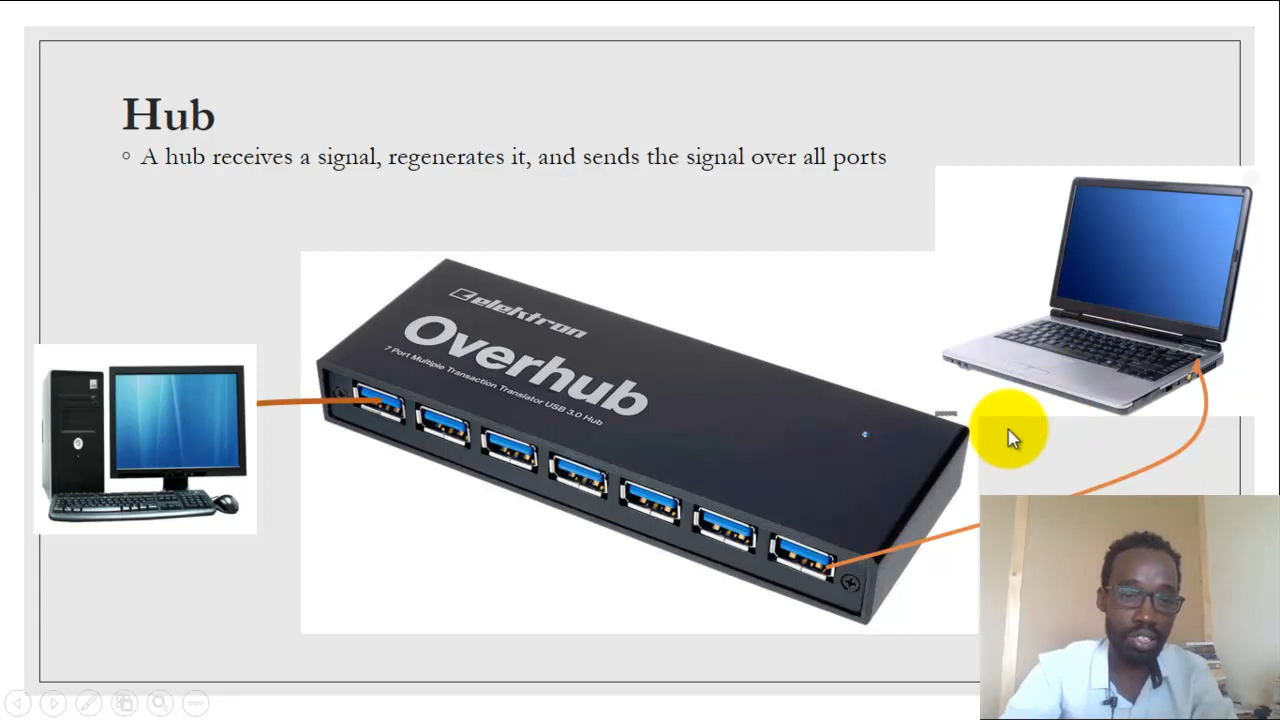 Hub
A hub receives a signal, regenerates it, and sends the signal over all ports
elektron
Overhub
7 Port Multiple Transaction Translator USB 3.0 Hub